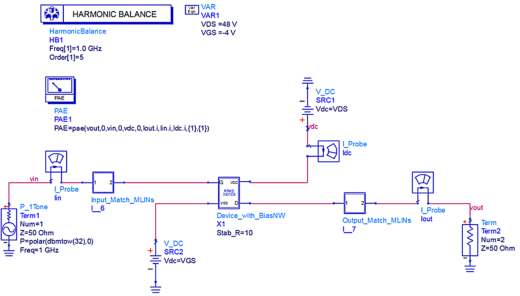 HARMONIC BALANCE
HarmonicBalance
HB1
Freq[1]=1.0 GHz
Order[1]=5
Var
Eqn
VAR
VAR1
VDS =48 V
VGS =-4 V
PAE
PAE
PAE1
PAE=pae(vout,0,vin,0,vdc,0,Iout.i,Iin.i,Idc.i,{1},{1})
V_DC
SRC1
Vdc=VDS
vdc
I_Probe
Idc
vin
I_Probe
Iin
1 2
Input_Match_MLINs
I__6
P_1Tone
Term1
Num=1
Z=50 Ohm
P=polar(dbmtow(32),0)
Freq=1 GHz
V_DC
SRC2
Vdc=VGS
Device_with_BiasNW
X1
Stab_R=10
1 2
Output_Match_MLINs
I__7
I_Probe
Iout
vout
Term
Term2
Num=2
Z=50 Ohm